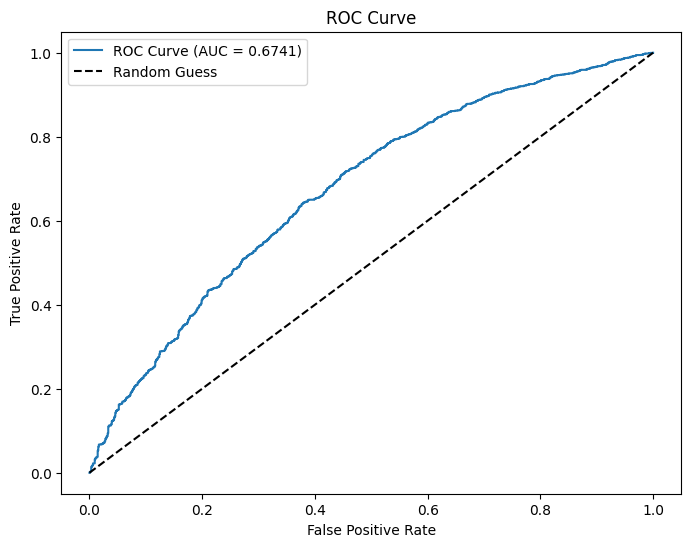 ROC Curve
ROC Curve (AUC = 0.6741)
Random Guess
True Positive Rate
1.0
0.8
0.6
0.4
0.2
0.0
0.0 0.2 0.4 0.6 0.8 1.0
False Positive Rate